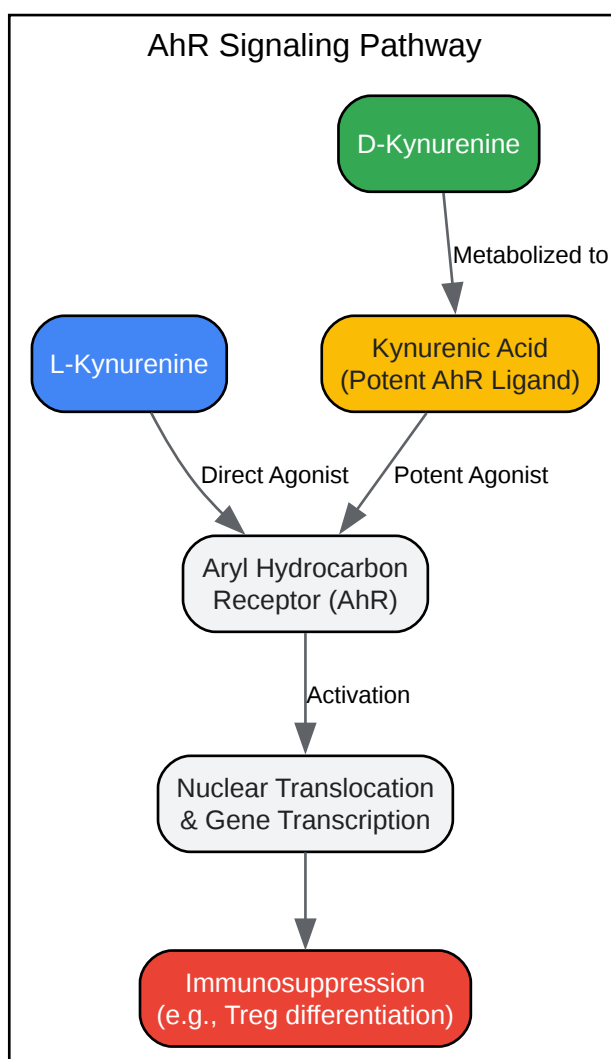 AhR Signaling Pathway
D-Kynurenine
Metabolized to
L-Kynurenine
Kynurenic Acid
(Potent AhR Ligand)
Direct Agonist
Potent Agonist
Aryl Hydrocarbon
Receptor (AhR)
Activation
Nuclear Translocation
& Gene Transcription
Immunosuppression
(e.g., Treg differentiation)